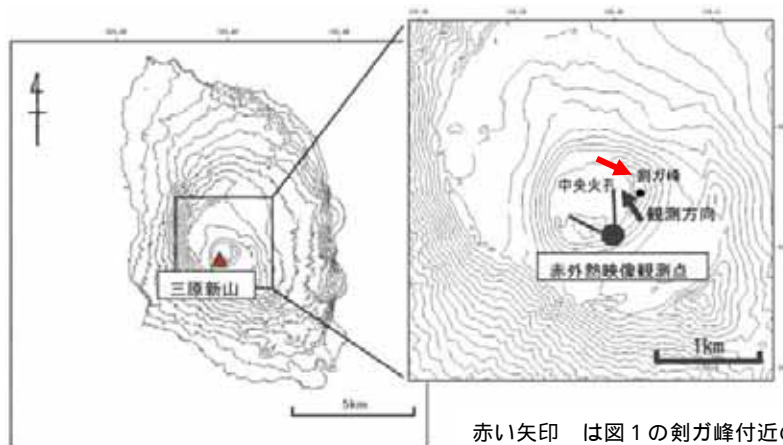 三原新山
5km
中央火孔
剣ガ峰
観測方向
赤外熱映像観測点
1km
赤い矢印 は図1の剣ガ峰付近の